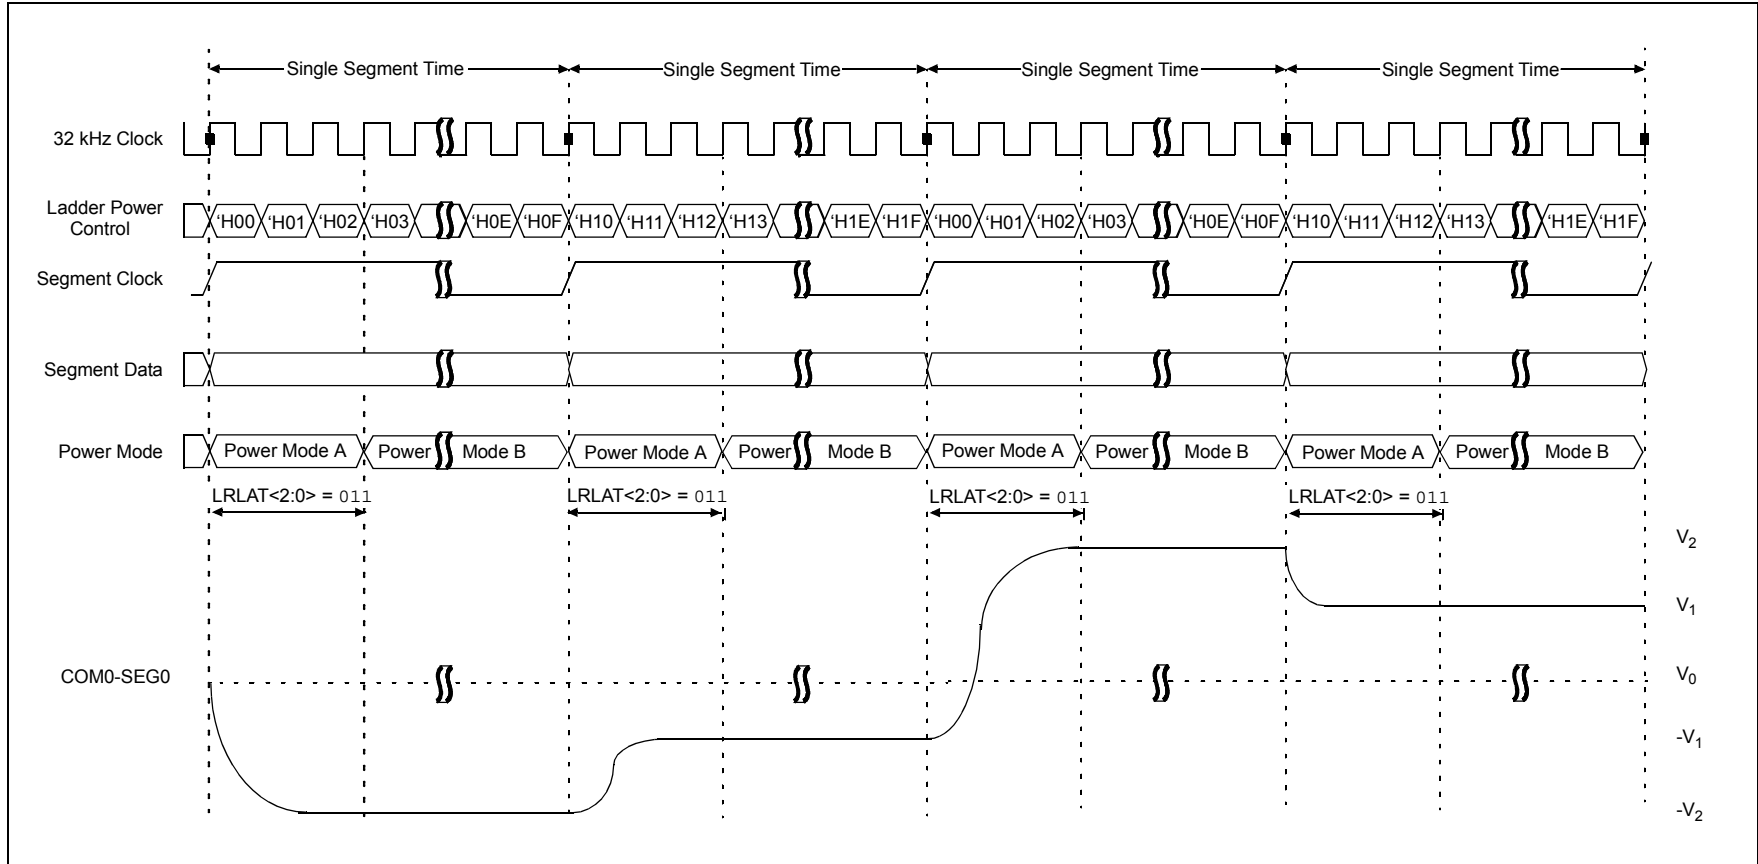 Single Segment Time Single Segment Time Single Segment Time Single Segment Time
32 kHz Clock
Ladder Power
Control
‘H00 ‘H01 ‘H02 ‘H03 ‘H0E ‘H0F ‘H10 ‘H11 ‘H12 ‘H13 ‘H1E ‘H1F ‘H00 ‘H01 ‘H02 ‘H03 ‘H0E ‘H0F ‘H10 ‘H11 ‘H12 ‘H13 ‘H1E ‘H1F
Segment Clock
Segment Data
Power Mode Power Mode A Power Mode B Power Mode A Power Mode B Power Mode A Power Mode B Power Mode A Power Mode B
LRLAT<2:0> = 011 LRLAT<2:0> = 011 LRLAT<2:0> = 011 LRLAT<2:0> = 011
V2
V1
COM0-SEG0 V0
-V1
-V2